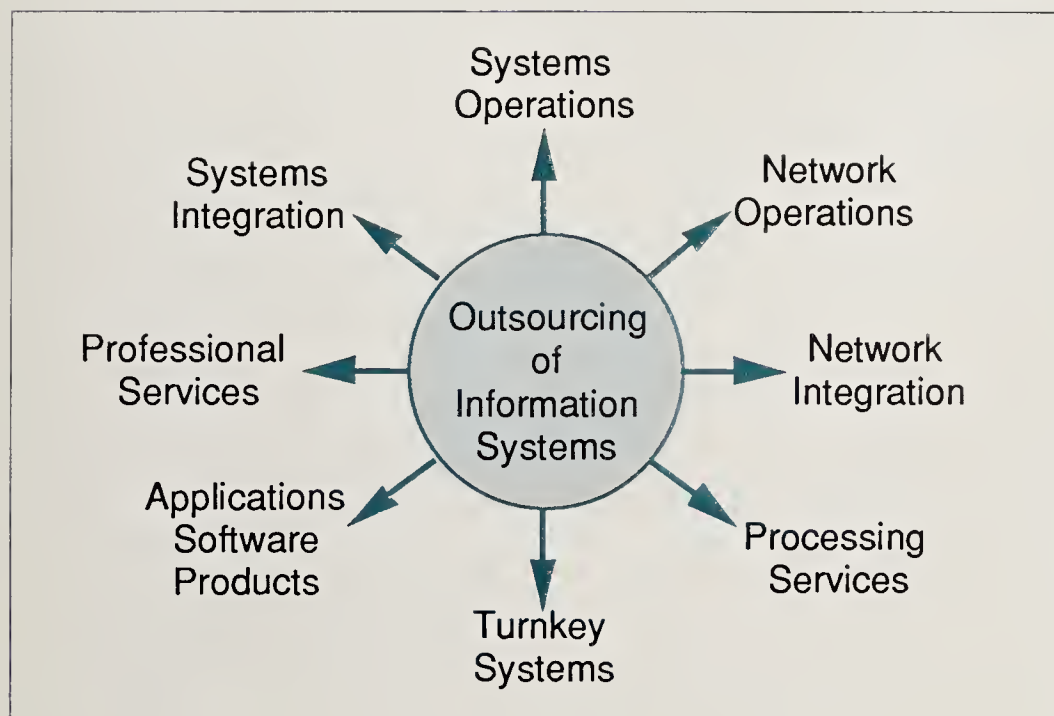 Systems
Operations
Network
Operations
Network
Integration
Processing
Services
Turnkey
Systems
Applications
Software
Products
Professional
Services
Systems
Integration
Outsourcing
of
Information
Systems